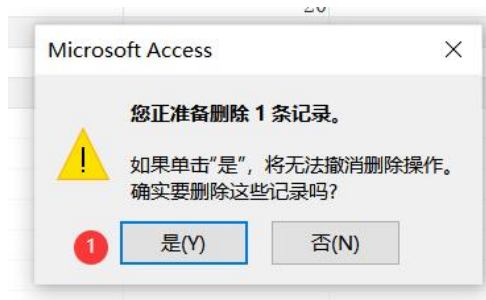 20
Microsoft Access
您正准备删除 1 条记录。
如果单击“是”，将无法撤消删除操作。
确实要删除这些记录吗?
1 是(Y) 否(N)